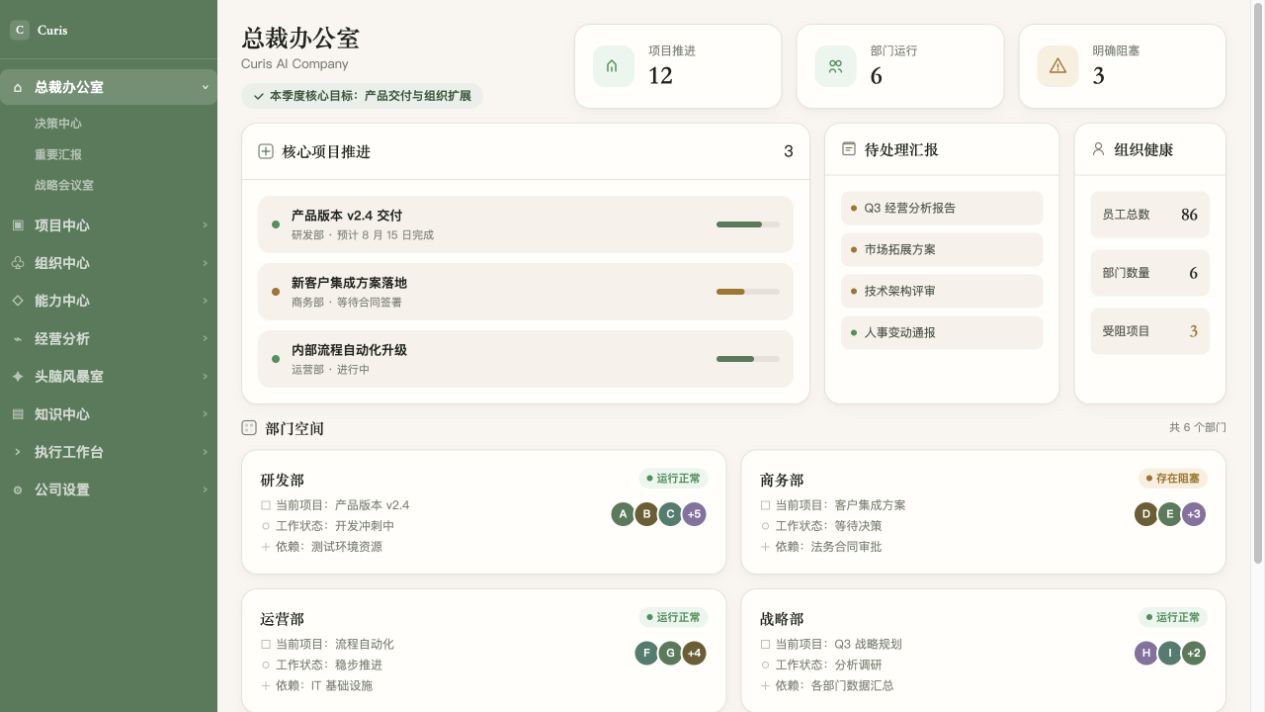 C Curis
总裁办公室
决策中心
重要汇报
战略会议室
项目中心
组织中心
能力中心
经营分析
头脑风暴室
知识中心
执行工作台
公司设置
总裁办公室
Curis AI Company
本季度核心目标：产品交付与组织扩展
项目推进
12
部门运行
6
明确阻塞
3
核心项目推进 3
产品版本 v2.4 交付
研发部 · 预计 8 月 15 日完成
新客户集成方案落地
商务部 · 等待合同签署
内部流程自动化升级
运营部 · 进行中
待处理汇报
Q3 经营分析报告
市场拓展方案
技术架构评审
人事变动通报
组织健康
员工总数 86
部门数量 6
受阻项目 3
部门空间 共 6 个部门
研发部 运行正常
当前项目：产品版本 v2.4
工作状态：开发冲刺中
依赖：测试环境资源
A B C +5
商务部 存在阻塞
当前项目：客户集成方案
工作状态：等待决策
依赖：法务合同审批
D E +3
运营部 运行正常
当前项目：流程自动化
工作状态：稳步推进
依赖：IT 基础设施
F G +4
战略部 运行正常
当前项目：Q3 战略规划
工作状态：分析调研
依赖：各部门数据汇总
H I +2